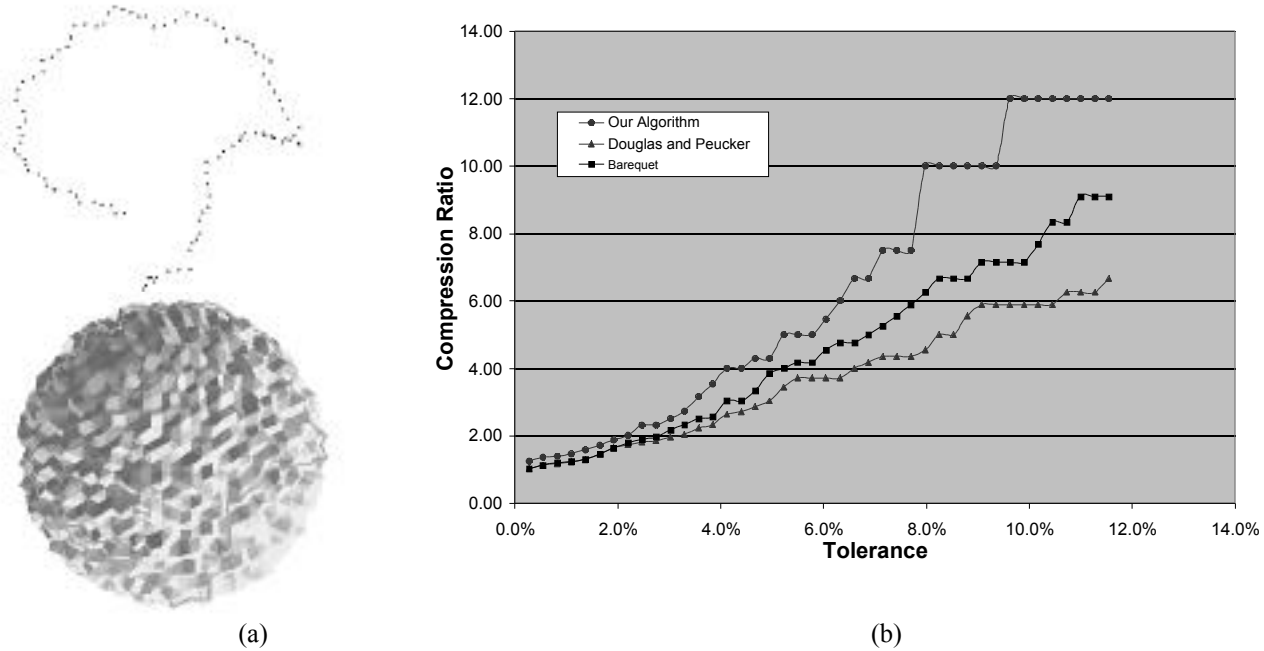 14.00
12.00
10.00
8.00
6.00
4.00
2.00
0.00
Compression Ratio
Our Algorithm
Douglas and Peucker
Barequet
0.0% 2.0% 4.0% 6.0% 8.0% 10.0% 12.0% 14.0%
Tolerance
(a) (b)